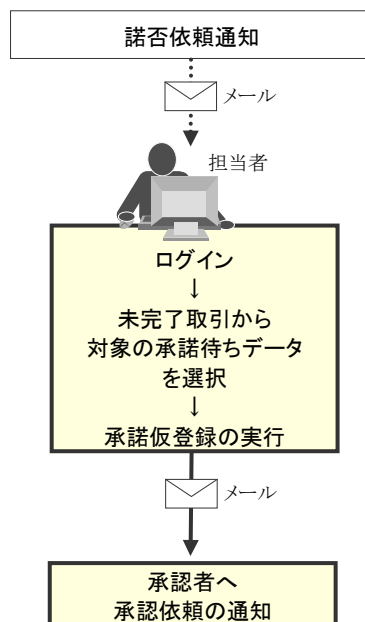 諾否依頼通知
メール
担当者
ログイン
↓
未完了取引から
対象の承諾待ちデータ
を選択
↓
承諾仮登録の実行
メール
承認者へ
承認依頼の通知